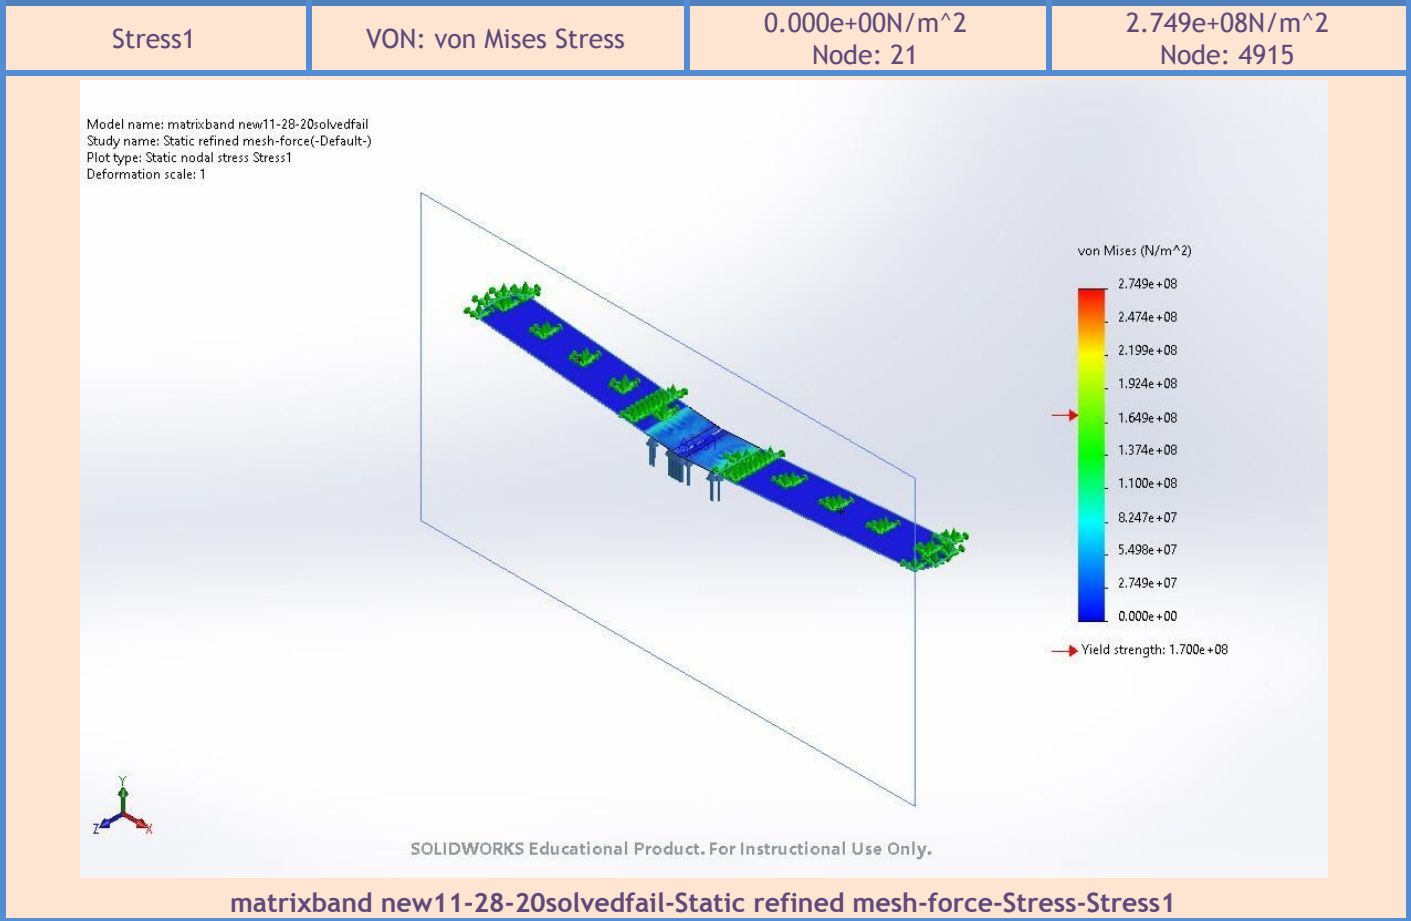 Stress1
VON: von Mises Stress
0.000e+00N/m^2
Node: 21
2.749e+08N/m^2
Node: 4915
Model name: matrixband new11-28-20solvedfail
Study name: Static refined mesh-force(-Default-)
Plot type: Static nodal stress Stress1
Deformation scale: 1
von Mises (N/m^2)
2.749e+08
2.474e+08
2.199e+08
1.924e+08
1.649e+08
1.374e+08
1.100e+08
8.247e+07
5.498e+07
2.749e+07
0.000e+00
Yield strength: 1.700e+08
Y
Z
X
SOLIDWORKS Educational Product. For Instructional Use Only.
matrixband new11-28-20solvedfail-Static refined mesh-force-Stress-Stress1